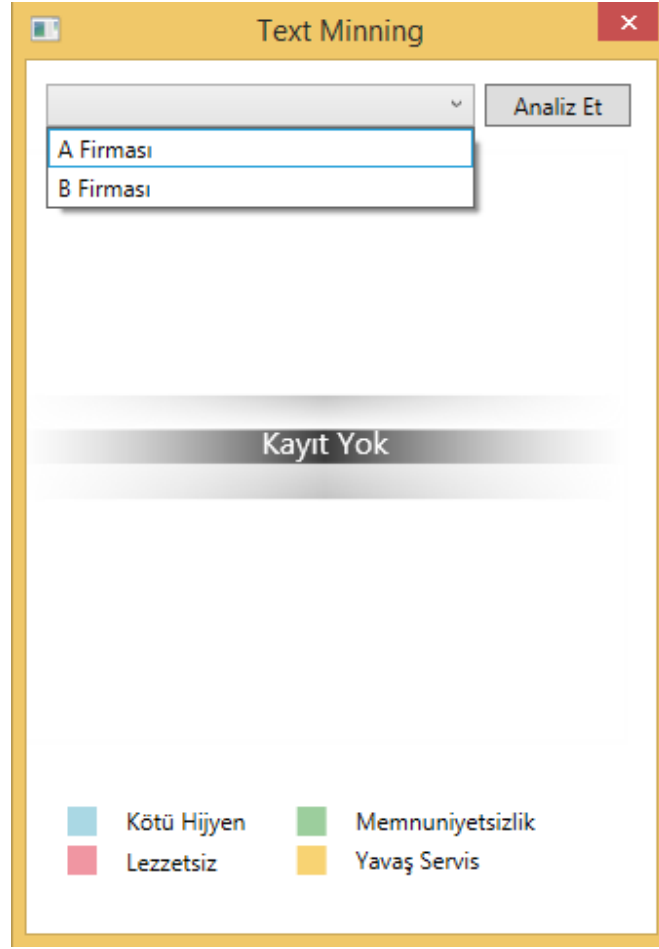 Text Minning
Analiz Et
A Firması
B Firması
Kayıt Yok
Kötü Hijyen
Memnuniyetsizlik
Lezzetsiz
Yavaş Servis